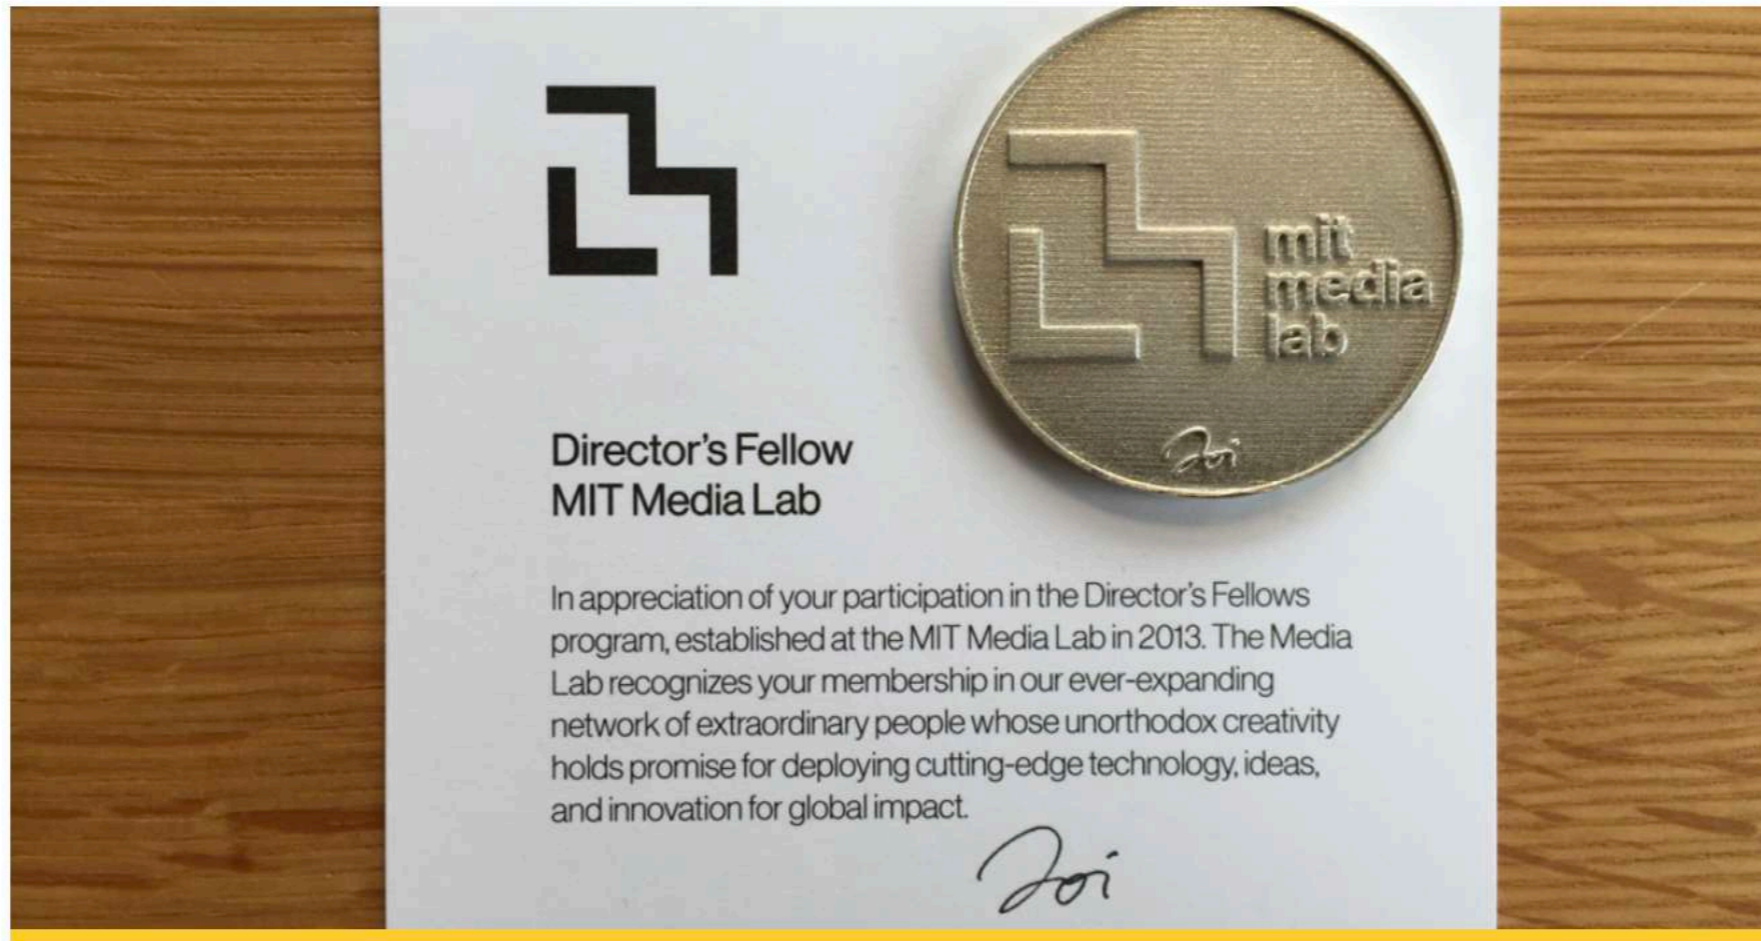 mit
media
lab
Joi
Director's Fellow
MIT Media Lab
In appreciation of your participation in the Director's Fellows
program, established at the MIT Media Lab in 2013. The Media
Lab recognizes your membership in our ever-expanding
network of extraordinary people whose unorthodox creativity
holds promise for deploying cutting-edge technology, ideas,
and innovation for global impact.
Joi